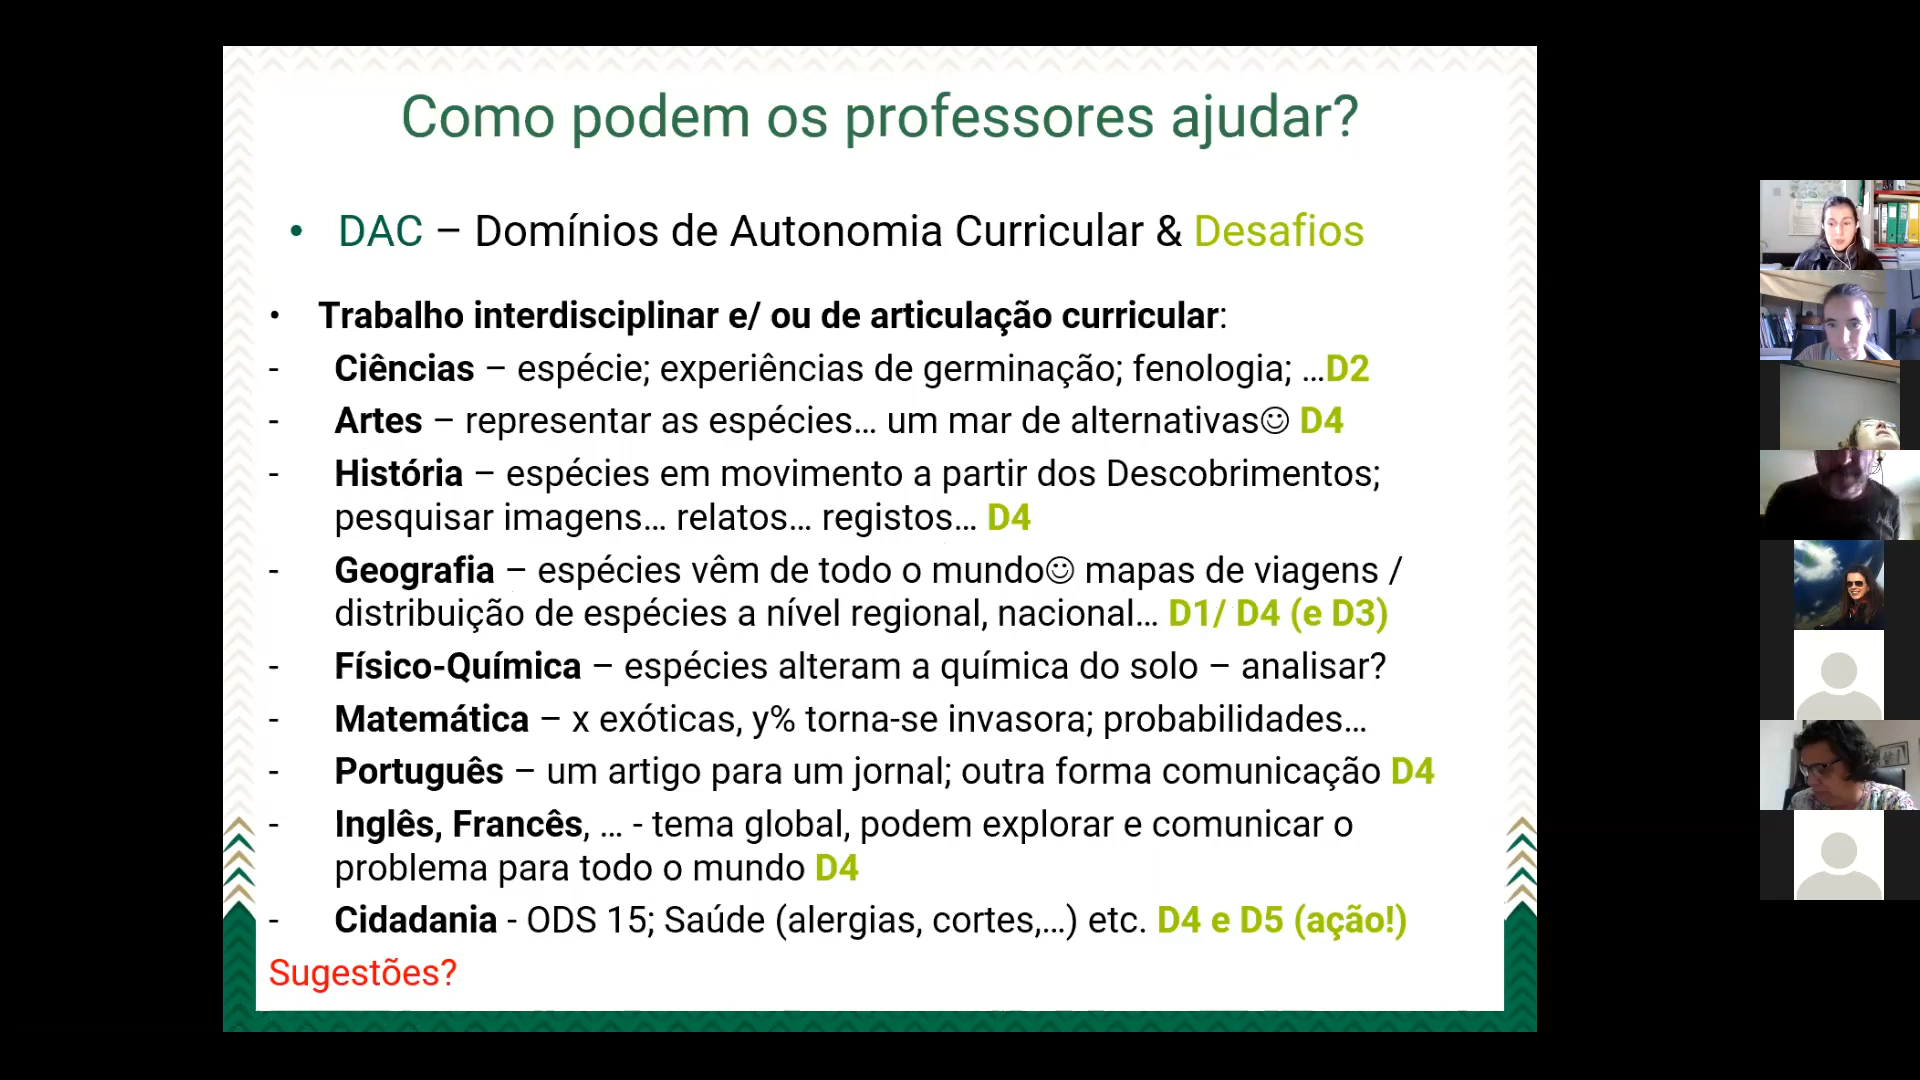 Como podem os professores ajudar?
• DAC – Domínios de Autonomia Curricular & Desafios
• Trabalho interdisciplinar e/ ou de articulação curricular:
- Ciências – espécie; experiências de germinação; fenologia; ...D2
- Artes – representar as espécies... um mar de alternativas☺ D4
- História – espécies em movimento a partir dos Descobrimentos;
pesquisar imagens... relatos... registos... D4
- Geografia – espécies vêm de todo o mundo☺ mapas de viagens /
distribuição de espécies a nível regional, nacional... D1/ D4 (e D3)
- Físico-Química – espécies alteram a química do solo – analisar?
- Matemática – x exóticas, y% torna-se invasora; probabilidades...
- Português – um artigo para um jornal; outra forma comunicação D4
- Inglês, Francês, ... - tema global, podem explorar e comunicar o
problema para todo o mundo D4
- Cidadania - ODS 15; Saúde (alergias, cortes,...) etc. D4 e D5 (ação!)
Sugestões?